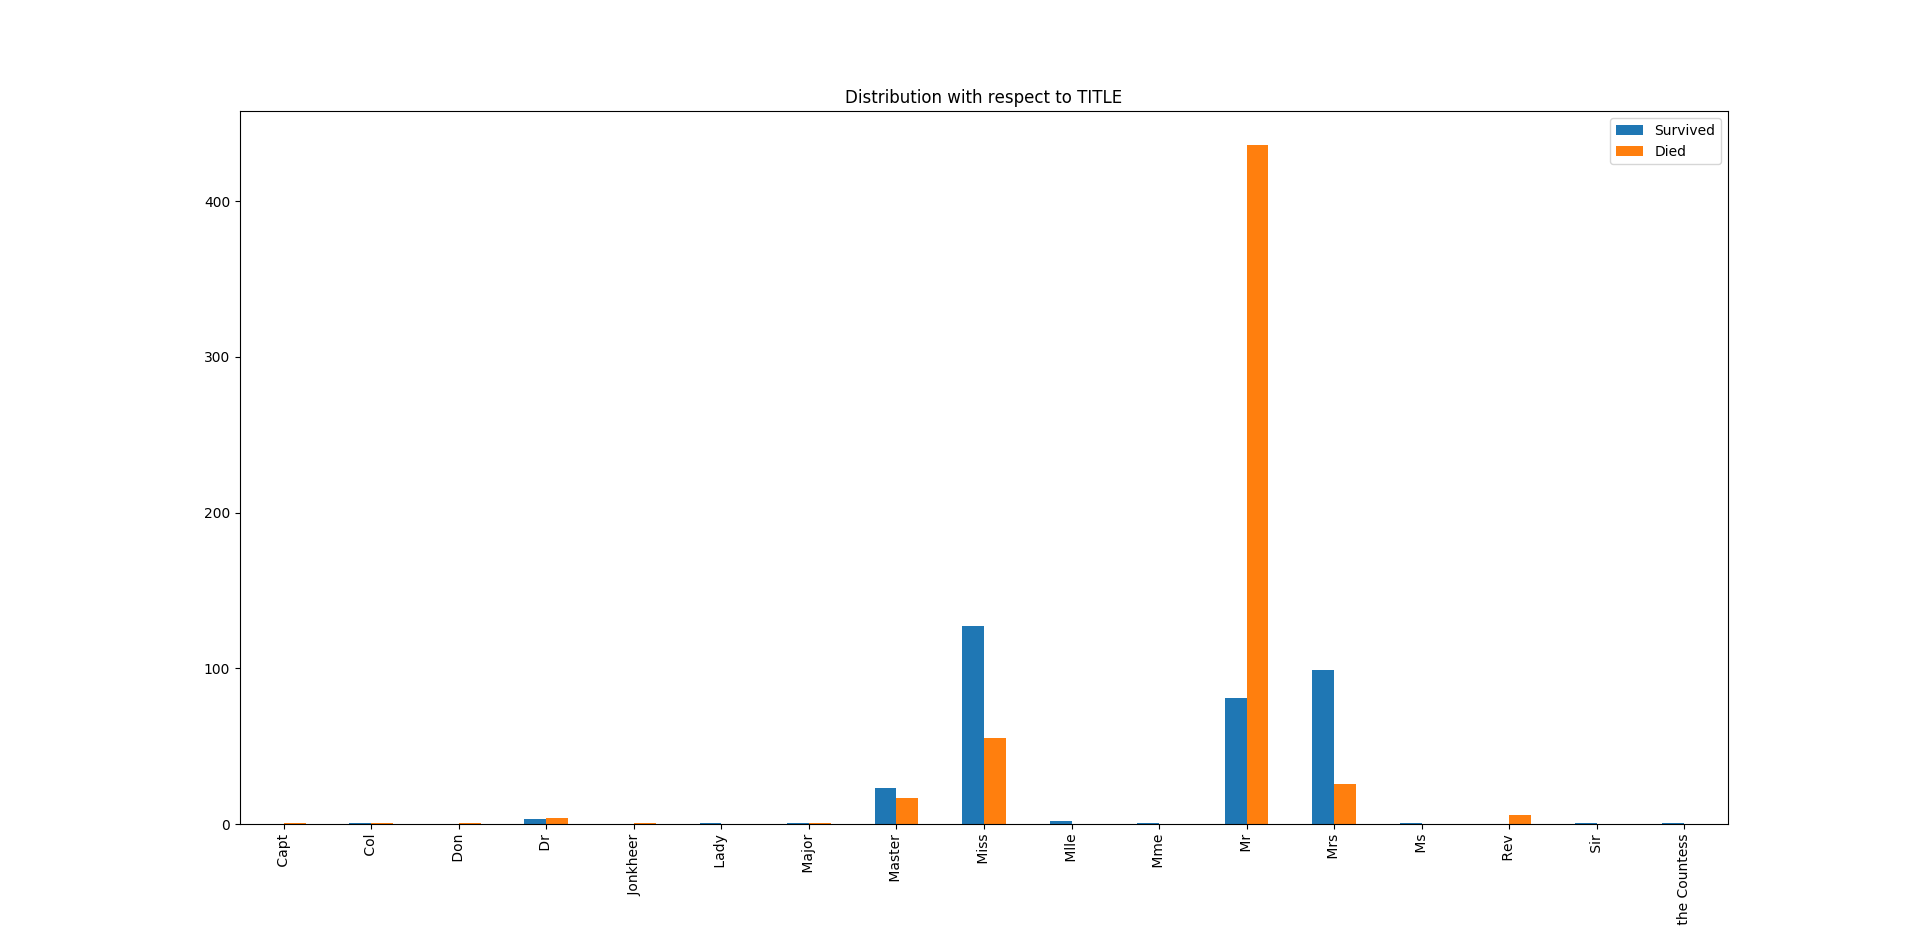 Distribution with respect to TITLE
Survived
Died
400
300
200
100
0
Capt
Col
Don
Dr
Jonkheer
Lady
Major
Master
Miss
Mlle
Mme
Mr
Mrs
Ms
Rev
Sir
the Countess